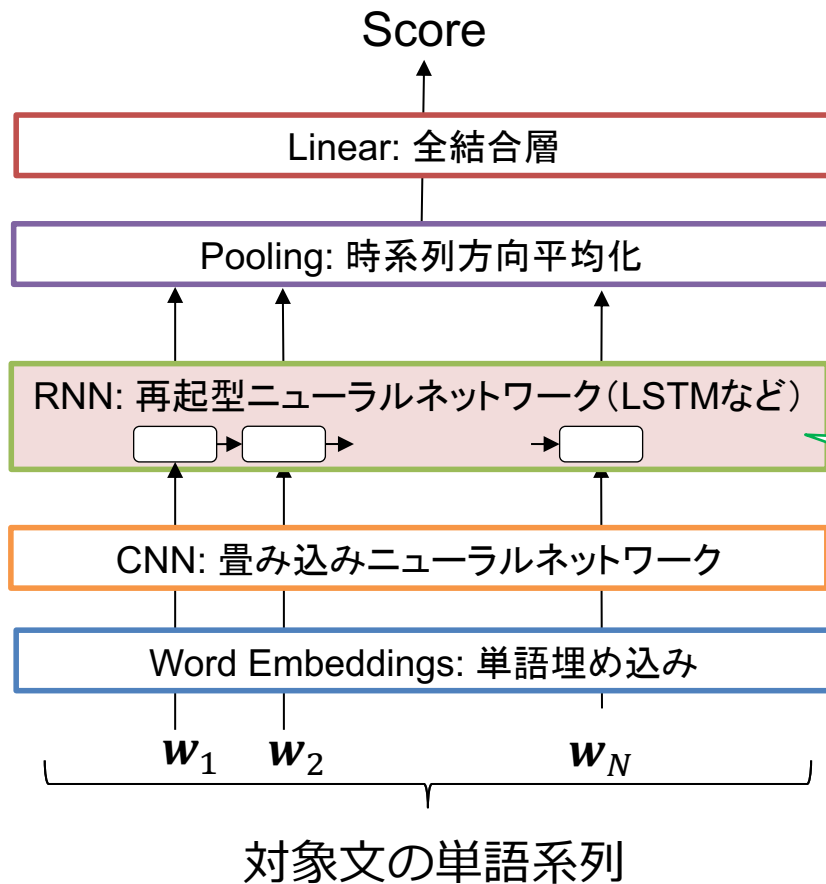 Score
Linear: 全結合層
Pooling: 時系列方向平均化
RNN: 再起型ニューラルネットワーク（LSTMなど）
CNN: 畳み込みニューラルネットワーク
Word Embeddings: 単語埋め込み
w₁ w₂ w_N
対象文の単語系列